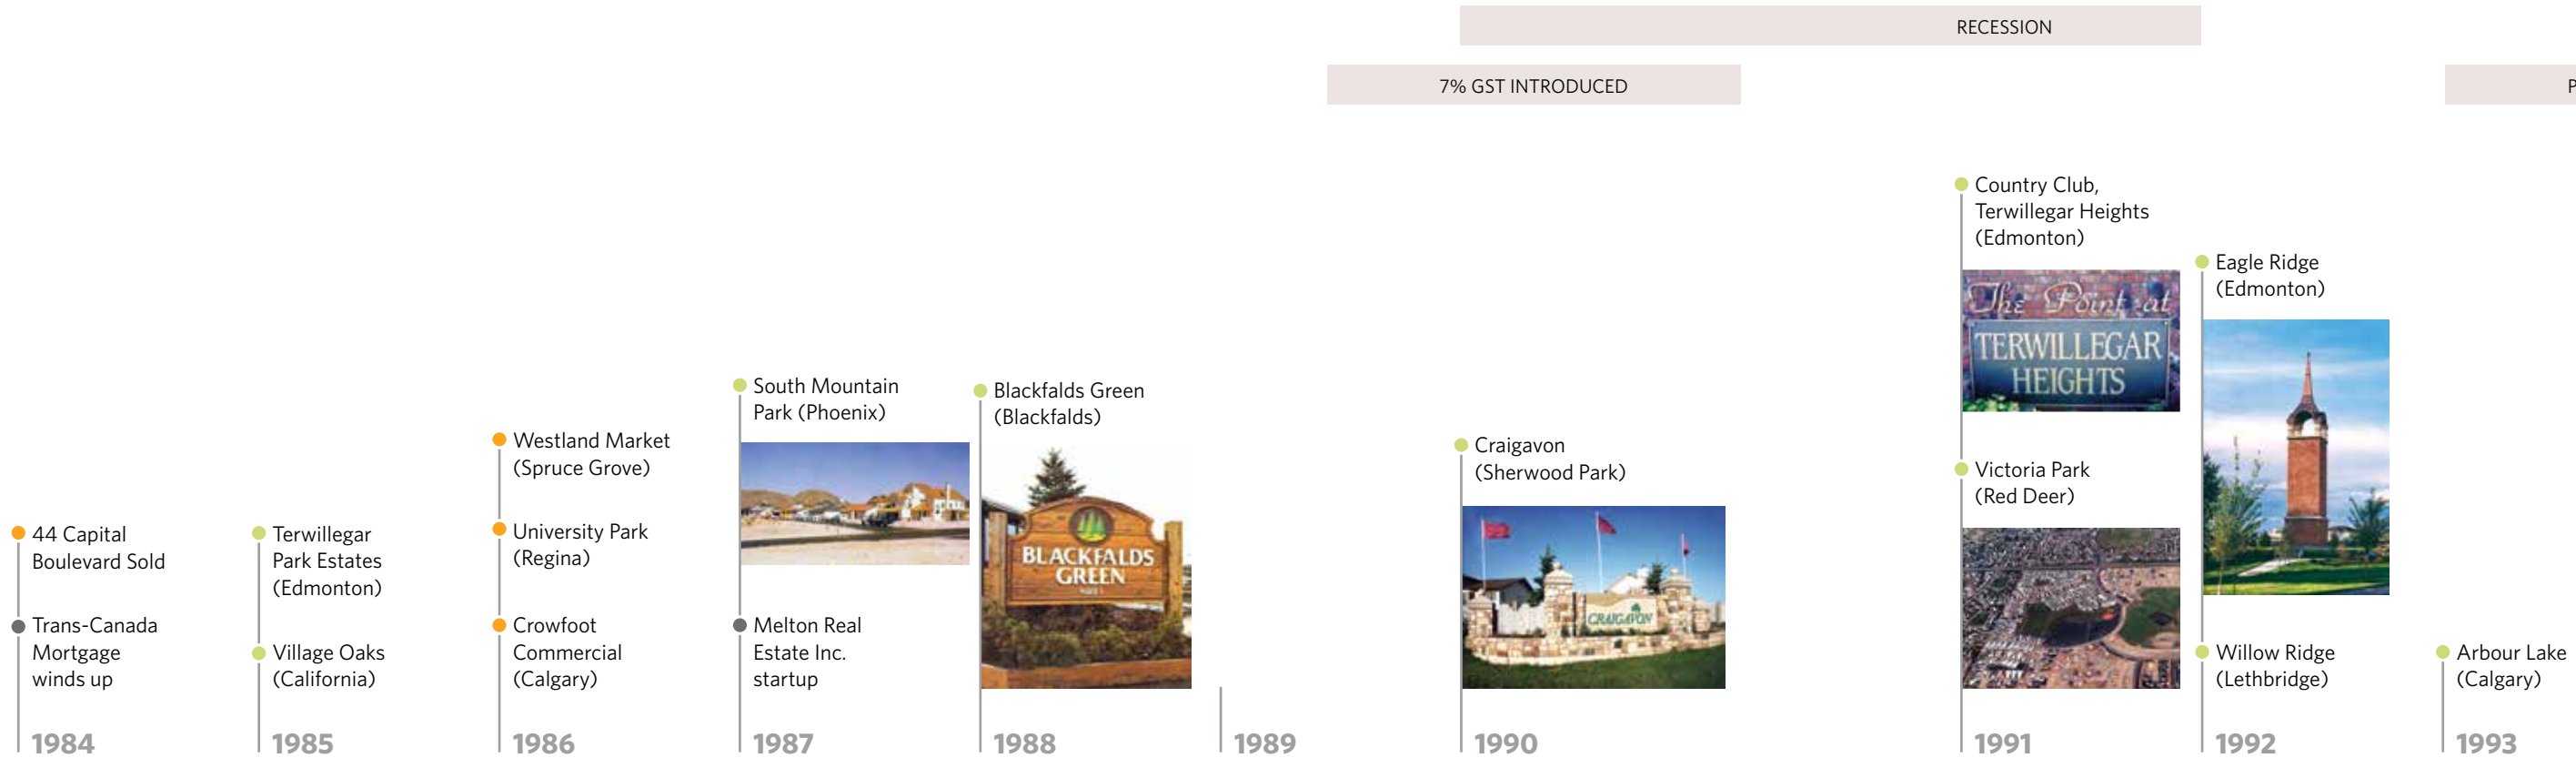 RECESSION
7% GST INTRODUCED
44 Capital
Boulevard Sold
Trans-Canada
Mortgage
winds up
1984
Terwillegar
Park Estates
(Edmonton)
Village Oaks
(California)
1985
Westland Market
(Spruce Grove)
University Park
(Regina)
Crowfoot
Commercial
(Calgary)
1986
South Mountain
Park (Phoenix)
Melton Real
Estate Inc.
startup
1987
Blackfalds Green
(Blackfalds)
BLACKFALDS
GREEN
1988
1989
Craigavon
(Sherwood Park)
CRAIGAVON
1990
Country Club,
Terwillegar Heights
(Edmonton)
The Point at
TERWILLEGAR
HEIGHTS
Victoria Park
(Red Deer)
1991
Eagle Ridge
(Edmonton)
Willow Ridge
(Lethbridge)
1992
Arbour Lake
(Calgary)
1993